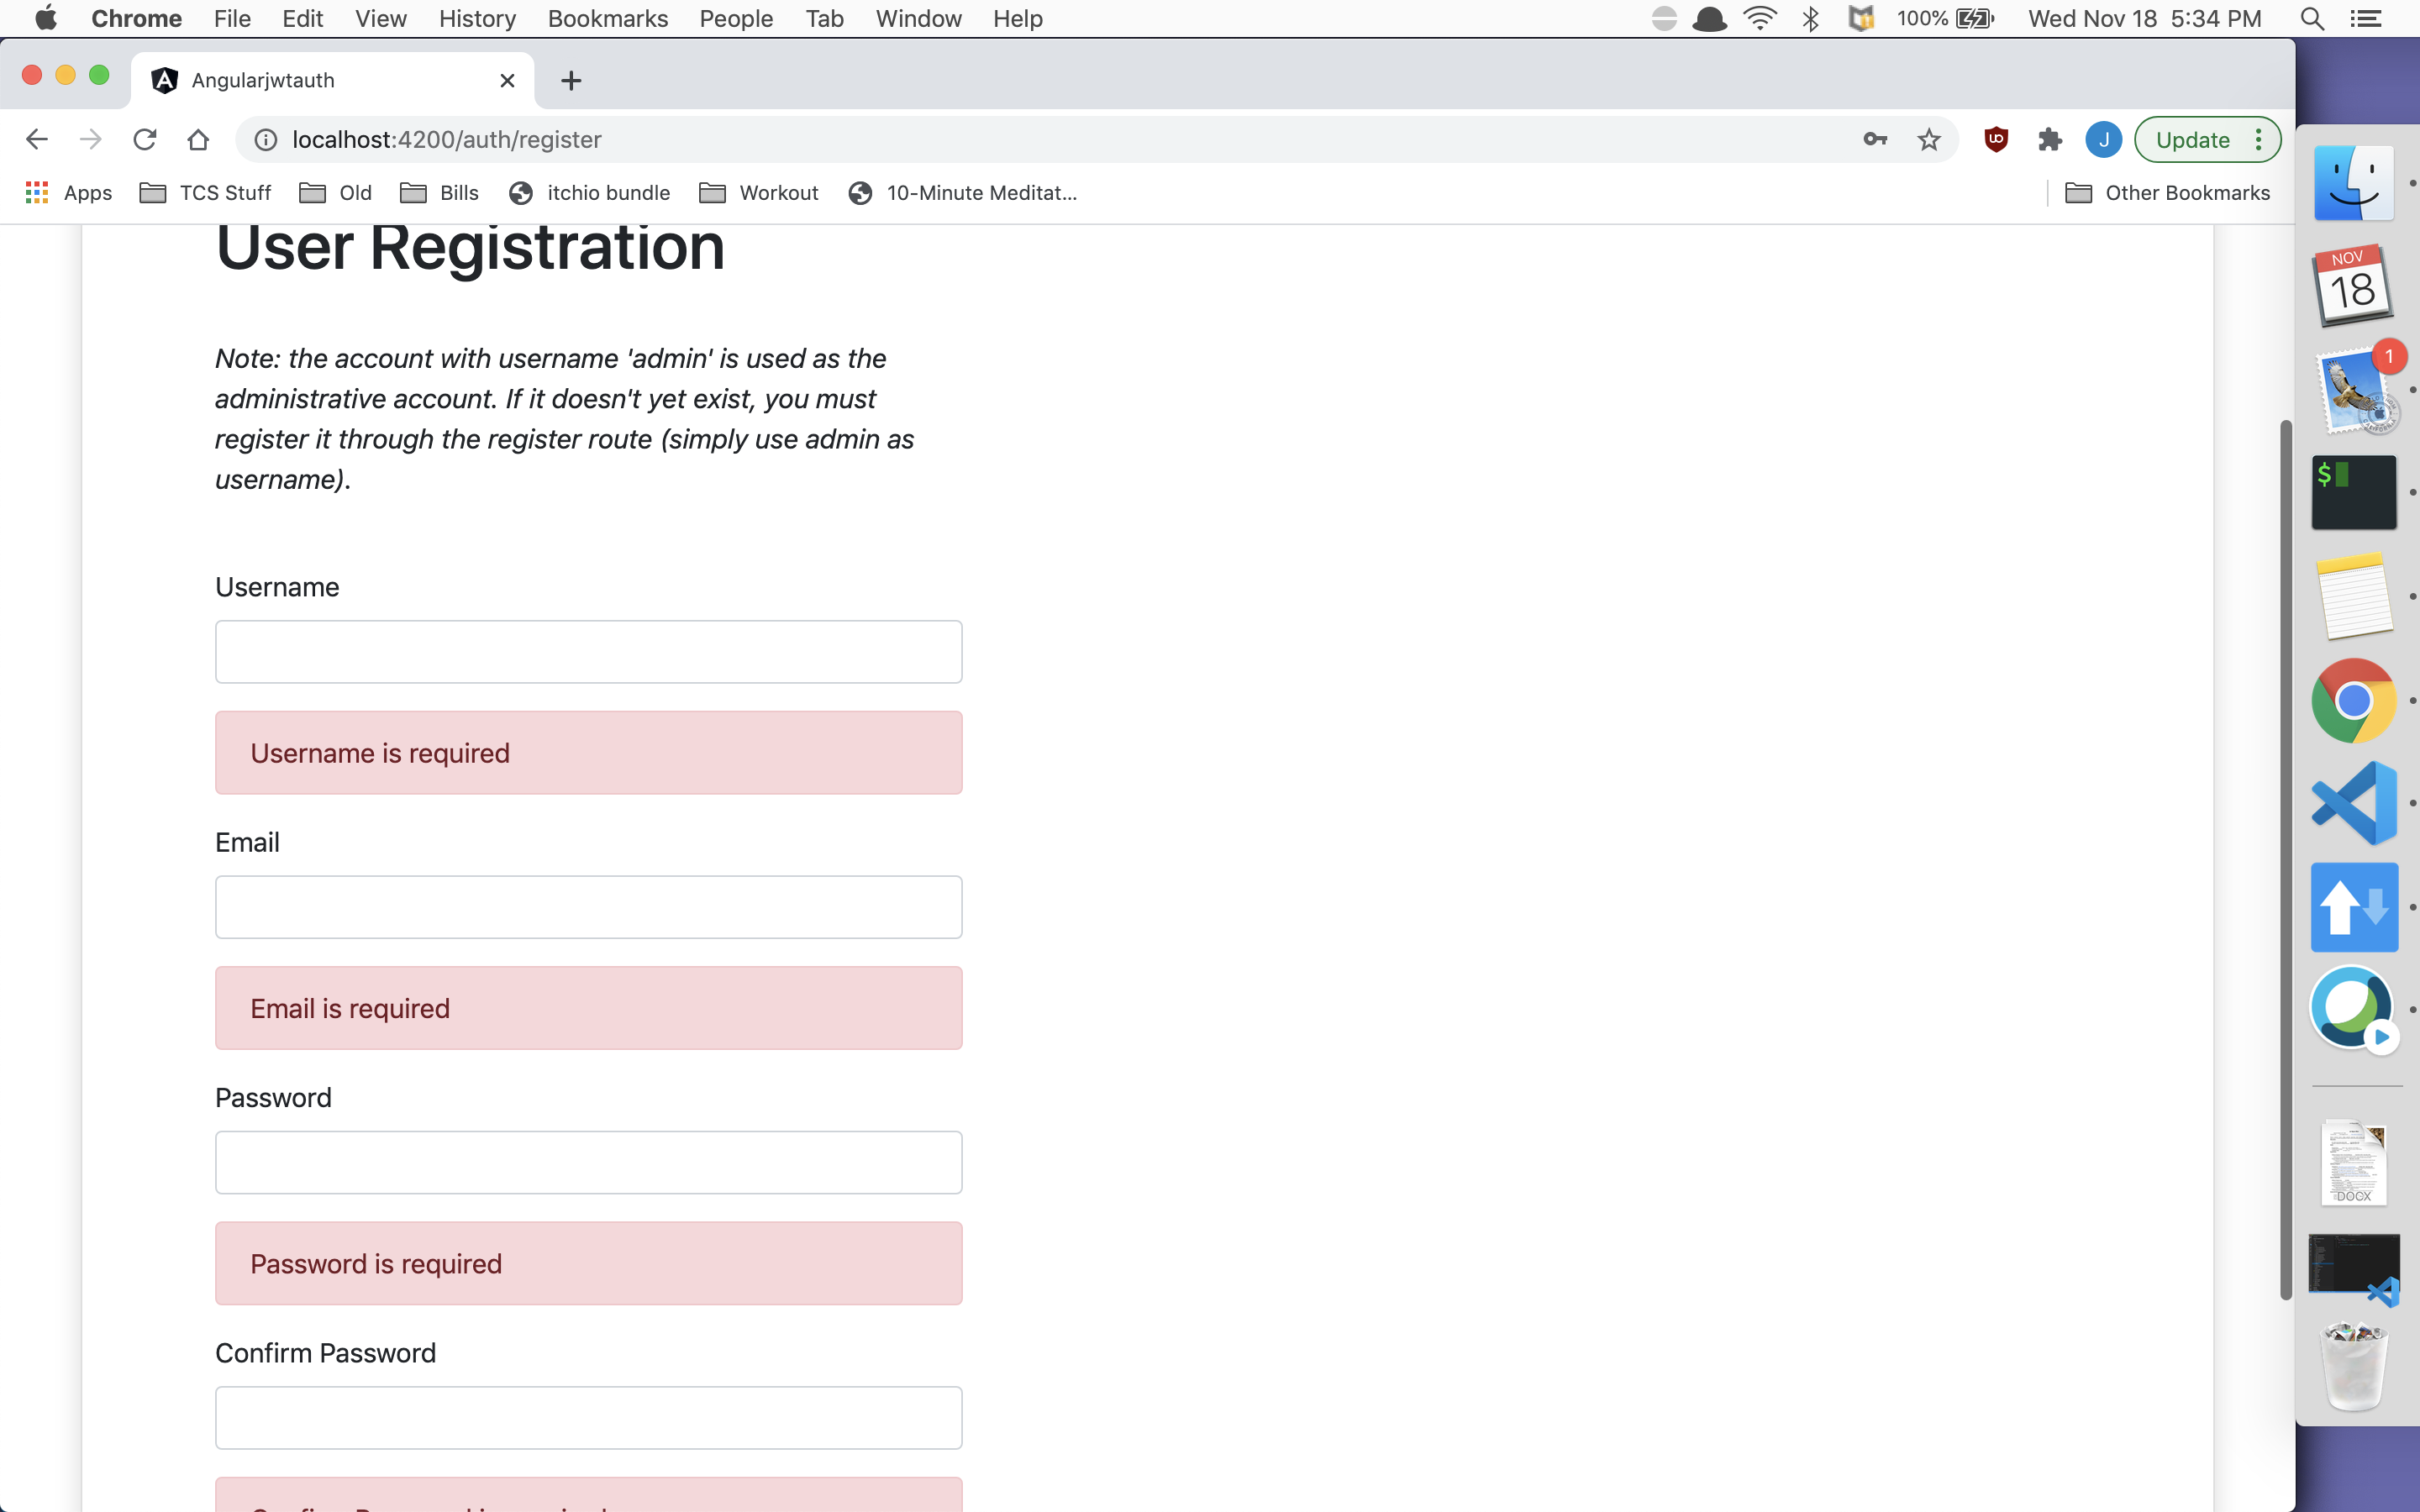 Chrome File Edit View History Bookmarks People Tab Window Help 100% Wed Nov 18 5:34 PM
Angularjwtauth
localhost:4200/auth/register
J
Update
Apps TCS Stuff Old Bills itchio bundle Workout 10-Minute Meditat... Other Bookmarks
User Registration
Note: the account with username 'admin' is used as the
administrative account. If it doesn't yet exist, you must
register it through the register route (simply use admin as
username).
Username
Username is required
Email
Email is required
Password
Password is required
Confirm Password
NOV
18
1
$
DOCX